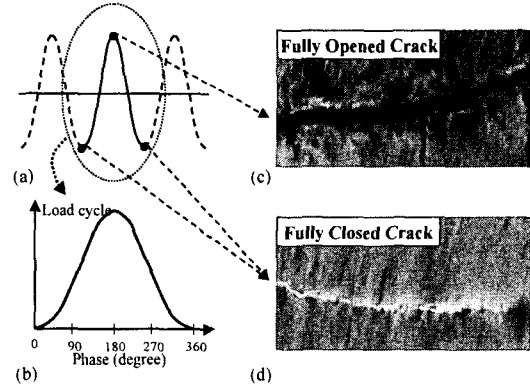 (a)
Fully Opened Crack
(c)
Load cycle
0 90 180 270 360
Phase (degree)
(b)
Fully Closed Crack
(d)